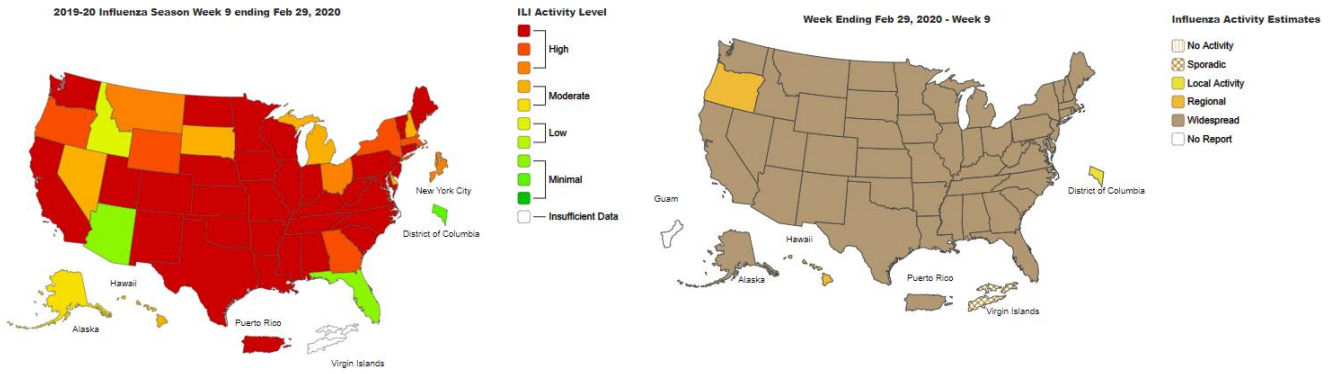 2019-20 Influenza Season Week 9 ending Feb 29, 2020
ILI Activity Level
High
Moderate
Low
Minimal
Insufficient Data
New York City
District of Columbia
Hawaii
Alaska
Puerto Rico
Virgin Islands
Week Ending Feb 29, 2020 - Week 9
Influenza Activity Estimates
No Activity
Sporadic
Local Activity
Regional
Widespread
No Report
District of Columbia
Guam
Hawaii
Alaska
Puerto Rico
Virgin Islands